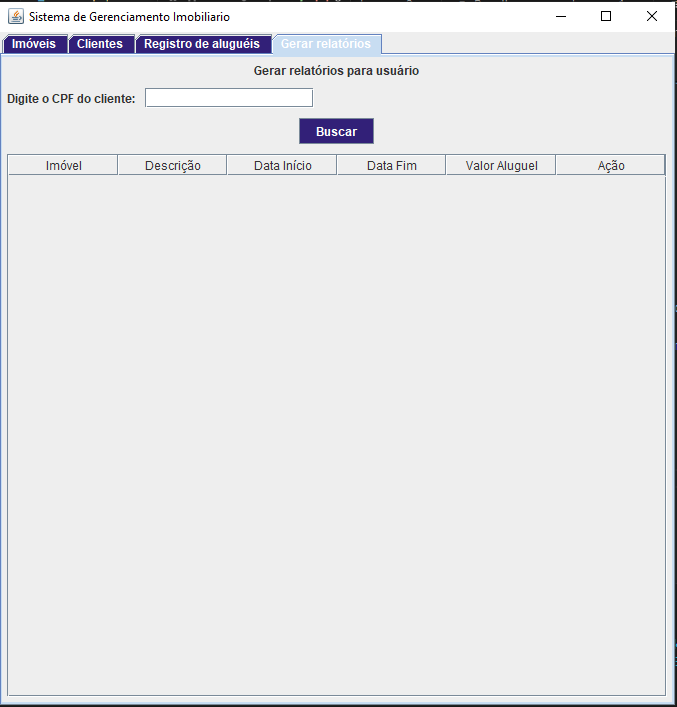 Sistema de Gerenciamento Imobiliario
Imóveis Clientes Registro de aluguéis Gerar relatórios
Gerar relatórios para usuário
Digite o CPF do cliente:
Buscar
Imóvel Descrição Data Início Data Fim Valor Aluguel Ação